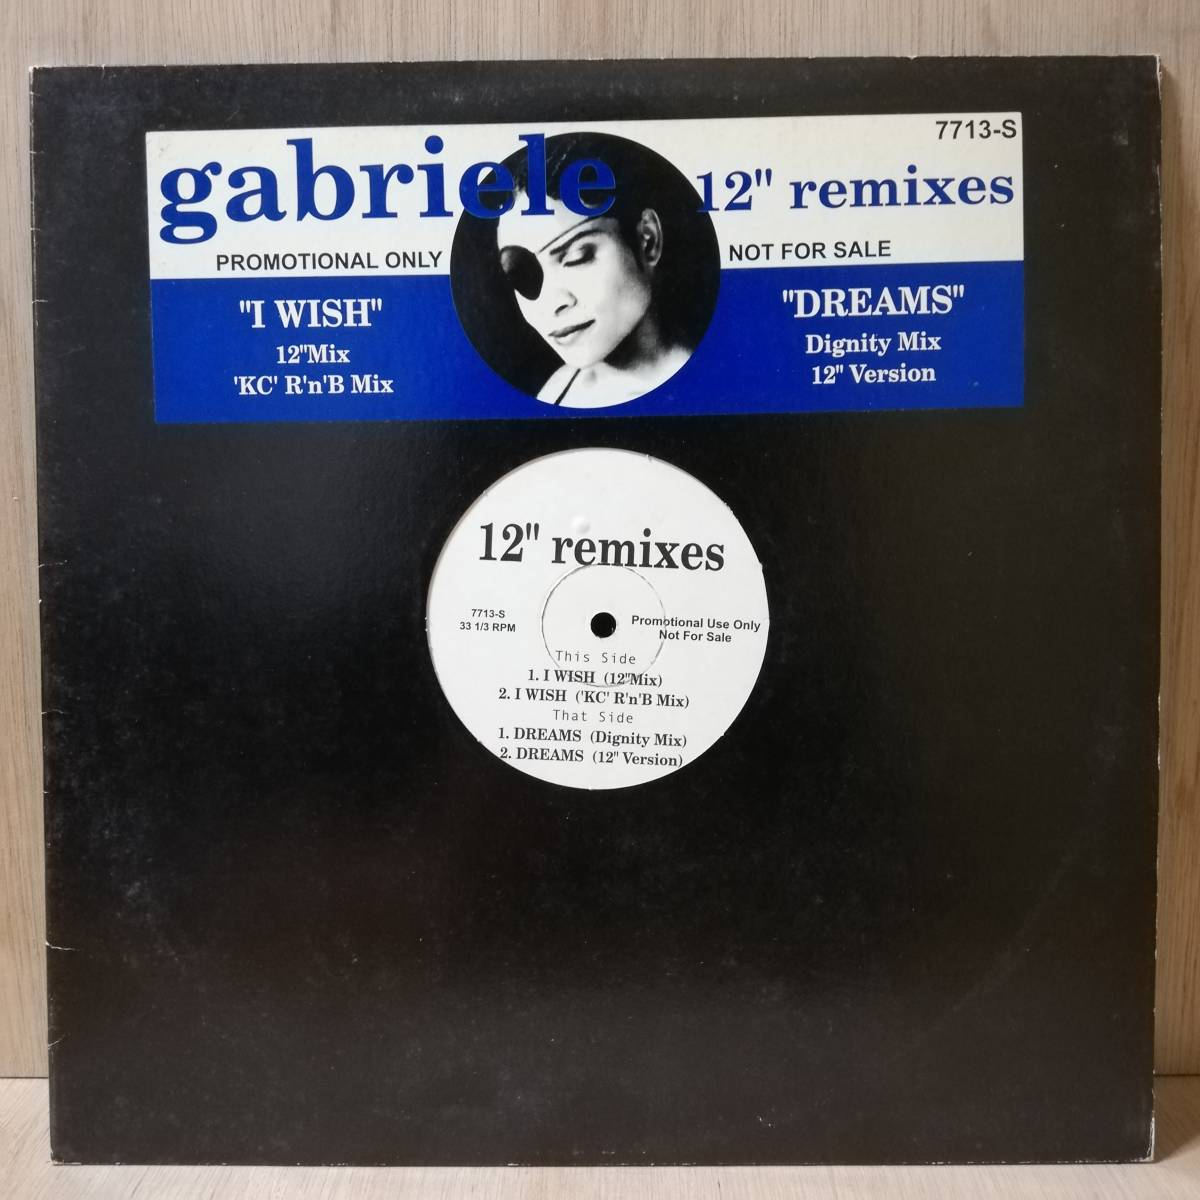 7713-S
gabriele
12" remixes
PROMOTIONAL ONLY
NOT FOR SALE
"I WISH"
12"Mix
'KC' R'n'B Mix
"DREAMS"
Dignity Mix
12" Version
12" remixes
7713-S
33 1/3 RPM
Promotional Use Only
Not For Sale
This Side
1. I WISH (12"Mix)
2. I WISH ('KC' R'n'B Mix)
That Side
1. DREAMS (Dignity Mix)
2. DREAMS (12" Version)